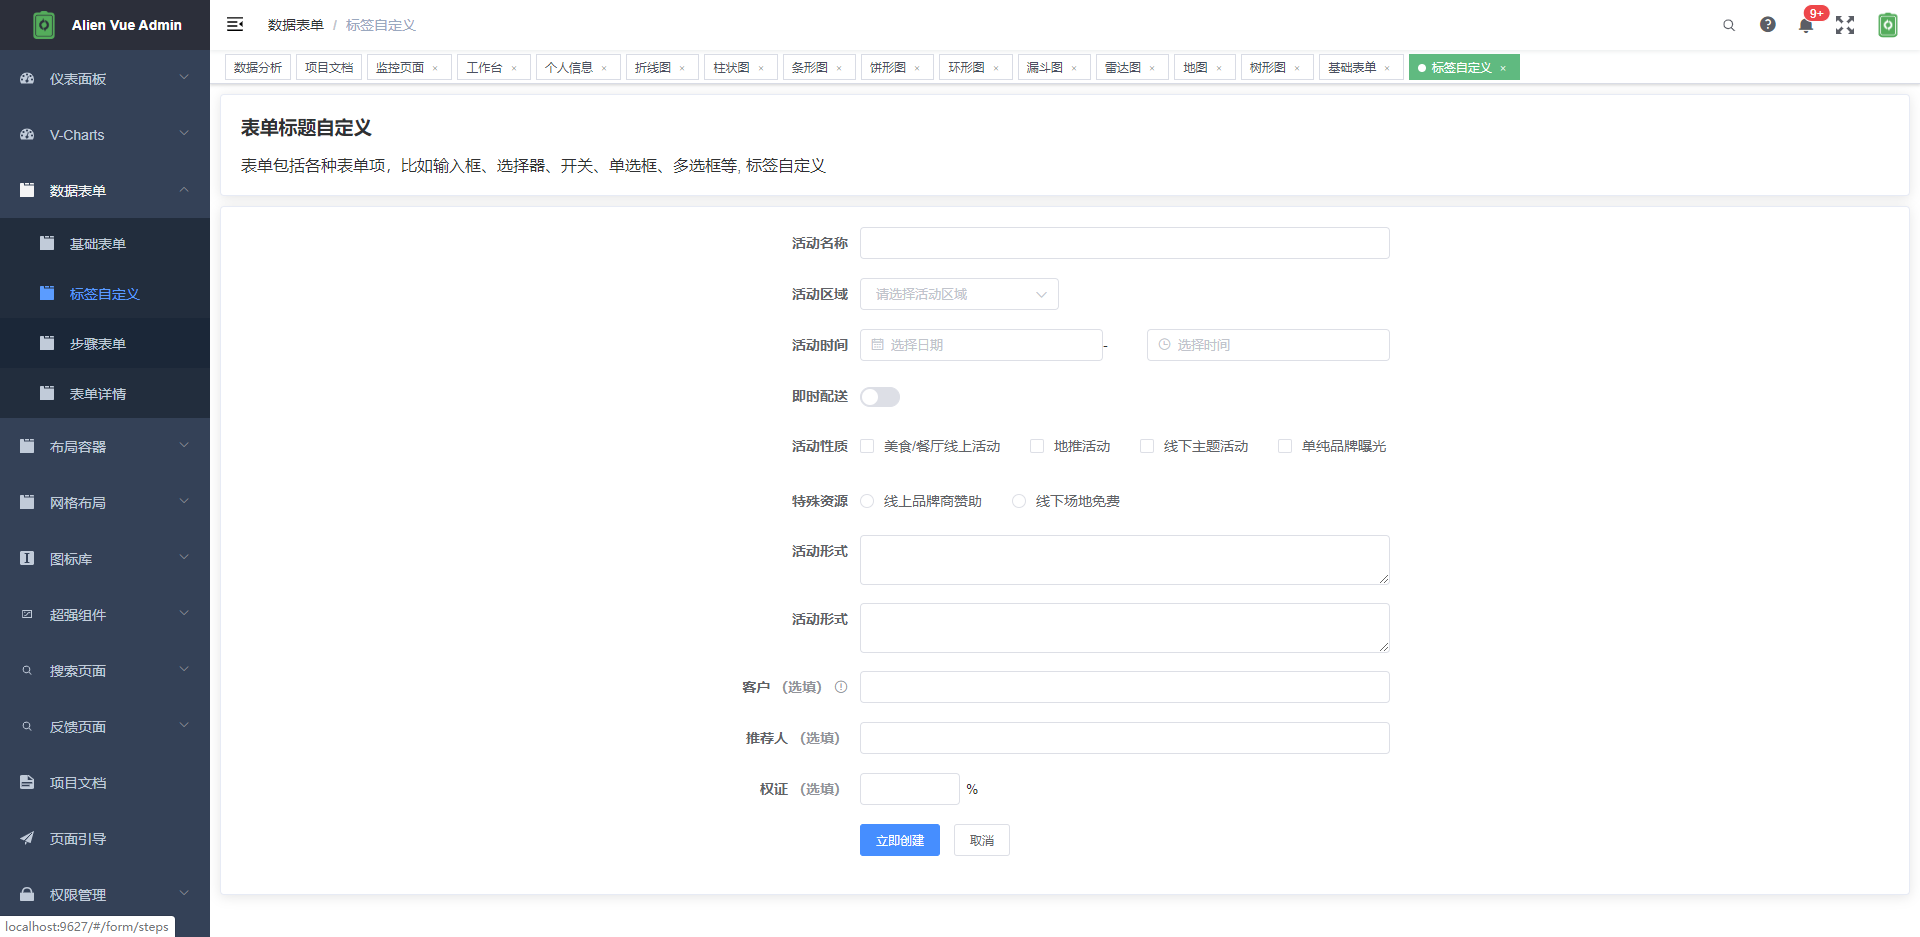 Alien Vue Admin
数据表单 / 标签自定义
9+
仪表面板
V-Charts
数据表单
基础表单
标签自定义
步骤表单
表单详情
布局容器
网格布局
图标库
超强组件
搜索页面
反馈页面
项目文档
页面引导
权限管理
localhost:9627/#/form/steps
数据分析 项目文档 监控页面 × 工作台 × 个人信息 × 折线图 × 柱状图 × 条形图 × 饼形图 × 环形图 × 漏斗图 × 雷达图 × 地图 × 树形图 × 基础表单 × 标签自定义 ×
表单标题自定义
表单包括各种表单项，比如输入框、选择器、开关、单选框、多选框等, 标签自定义
活动名称
活动区域 请选择活动区域
活动时间 选择日期 - 选择时间
即时配送
活动性质 美食/餐厅线上活动 地推活动 线下主题活动 单纯品牌曝光
特殊资源 线上品牌商赞助 线下场地免费
活动形式
活动形式
客户 （选填）
推荐人 （选填）
权证 （选填） %
立即创建 取消